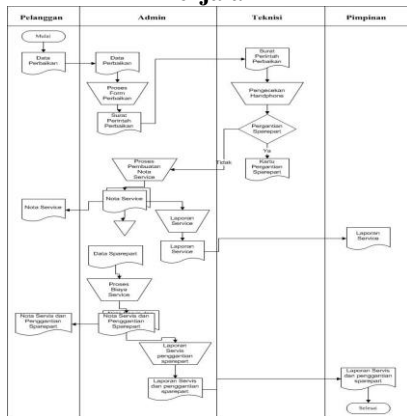 Pelanggan
Admin
Teknisi
Pimpinan
Mulai
Data
Perbaikan
Data
Perbaikan
Proses
Form
Perbaikan
Surat
Perintah
Perbaikan
Surat
Perintah
Perbaikan
Pengecekan
Handphone
Pergantian
Sparepart
Tidak
Ya
Kartu
Pergantian
Sparepart
Proses
Pembuatan
Nota
Service
Nota Service
Nota Service
Laporan
Service
Laporan
Service
Laporan
Service
Data Sparepart
Proses
Biaya
Service
Nota Servis dan
Penggantian
Sparepart
Nota Servis dan
Penggantian
Sparepart
Laporan
Servis
penggantian
sparepart
Laporan Servis
dan penggantian
sparepart
Laporan Servis
dan penggantian
sparepart
Selesai